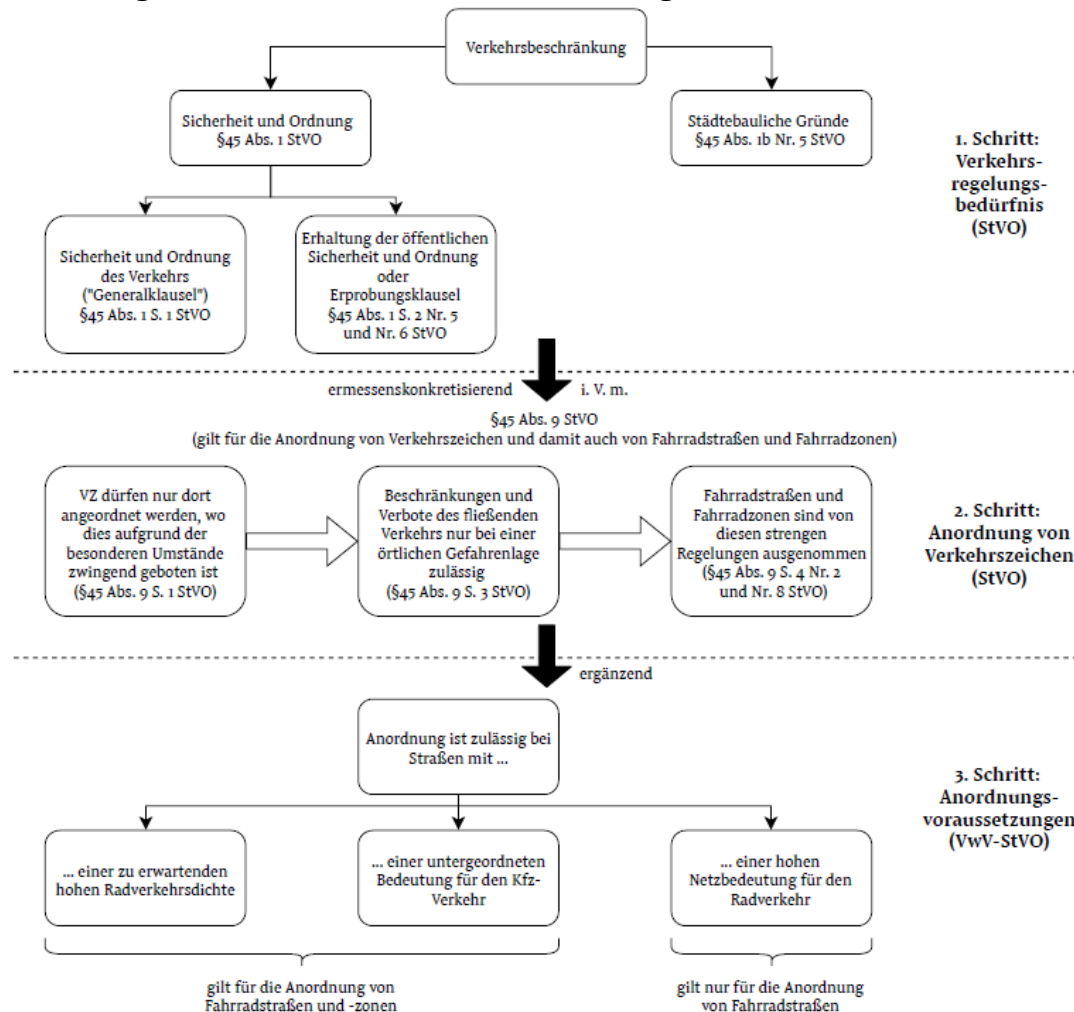 Verkehrsbeschränkung
Sicherheit und Ordnung
§45 Abs. 1 StVO
Städtebauliche Gründe
§45 Abs. 1b Nr. 5 StVO
1. Schritt:
Verkehrs-
regelungs-
bedürfnis
(StVO)
Sicherheit und Ordnung
des Verkehrs
("Generalklausel")
§45 Abs. 1 S. 1 StVO
Erhaltung der öffentlichen
Sicherheit und Ordnung
oder
Erprobungsklausel
§45 Abs. 1 S. 2 Nr. 5
und Nr. 6 StVO
ermessenskonkretisierend
i. V. m.
§45 Abs. 9 StVO
(gilt für die Anordnung von Verkehrszeichen und damit auch von Fahrradstraßen und Fahrradzonen)
VZ dürfen nur dort
angeordnet werden, wo
dies aufgrund der
besonderen Umstände
zwingend geboten ist
(§45 Abs. 9 S. 1 StVO)
Beschränkungen und
Verbote des fließenden
Verkehrs nur bei einer
örtlichen Gefahrenlage
zulässig
(§45 Abs. 9 S. 3 StVO)
Fahrradstraßen und
Fahrradzonen sind von
diesen strengen
Regelungen ausgenommen
(§45 Abs. 9 S. 4 Nr. 2
und Nr. 8 StVO)
2. Schritt:
Anordnung von
Verkehrszeichen
(StVO)
ergänzend
Anordnung ist zulässig bei
Straßen mit ...
3. Schritt:
Anordnungs-
voraussetzungen
(VwV-StVO)
... einer zu erwartenden
hohen Radverkehrsdichte
... einer untergeordneten
Bedeutung für den Kfz-
Verkehr
... einer hohen
Netzbedeutung für den
Radverkehr
gilt für die Anordnung von
Fahrradstraßen und -zonen
gilt nur für die Anordnung
von Fahrradstraßen